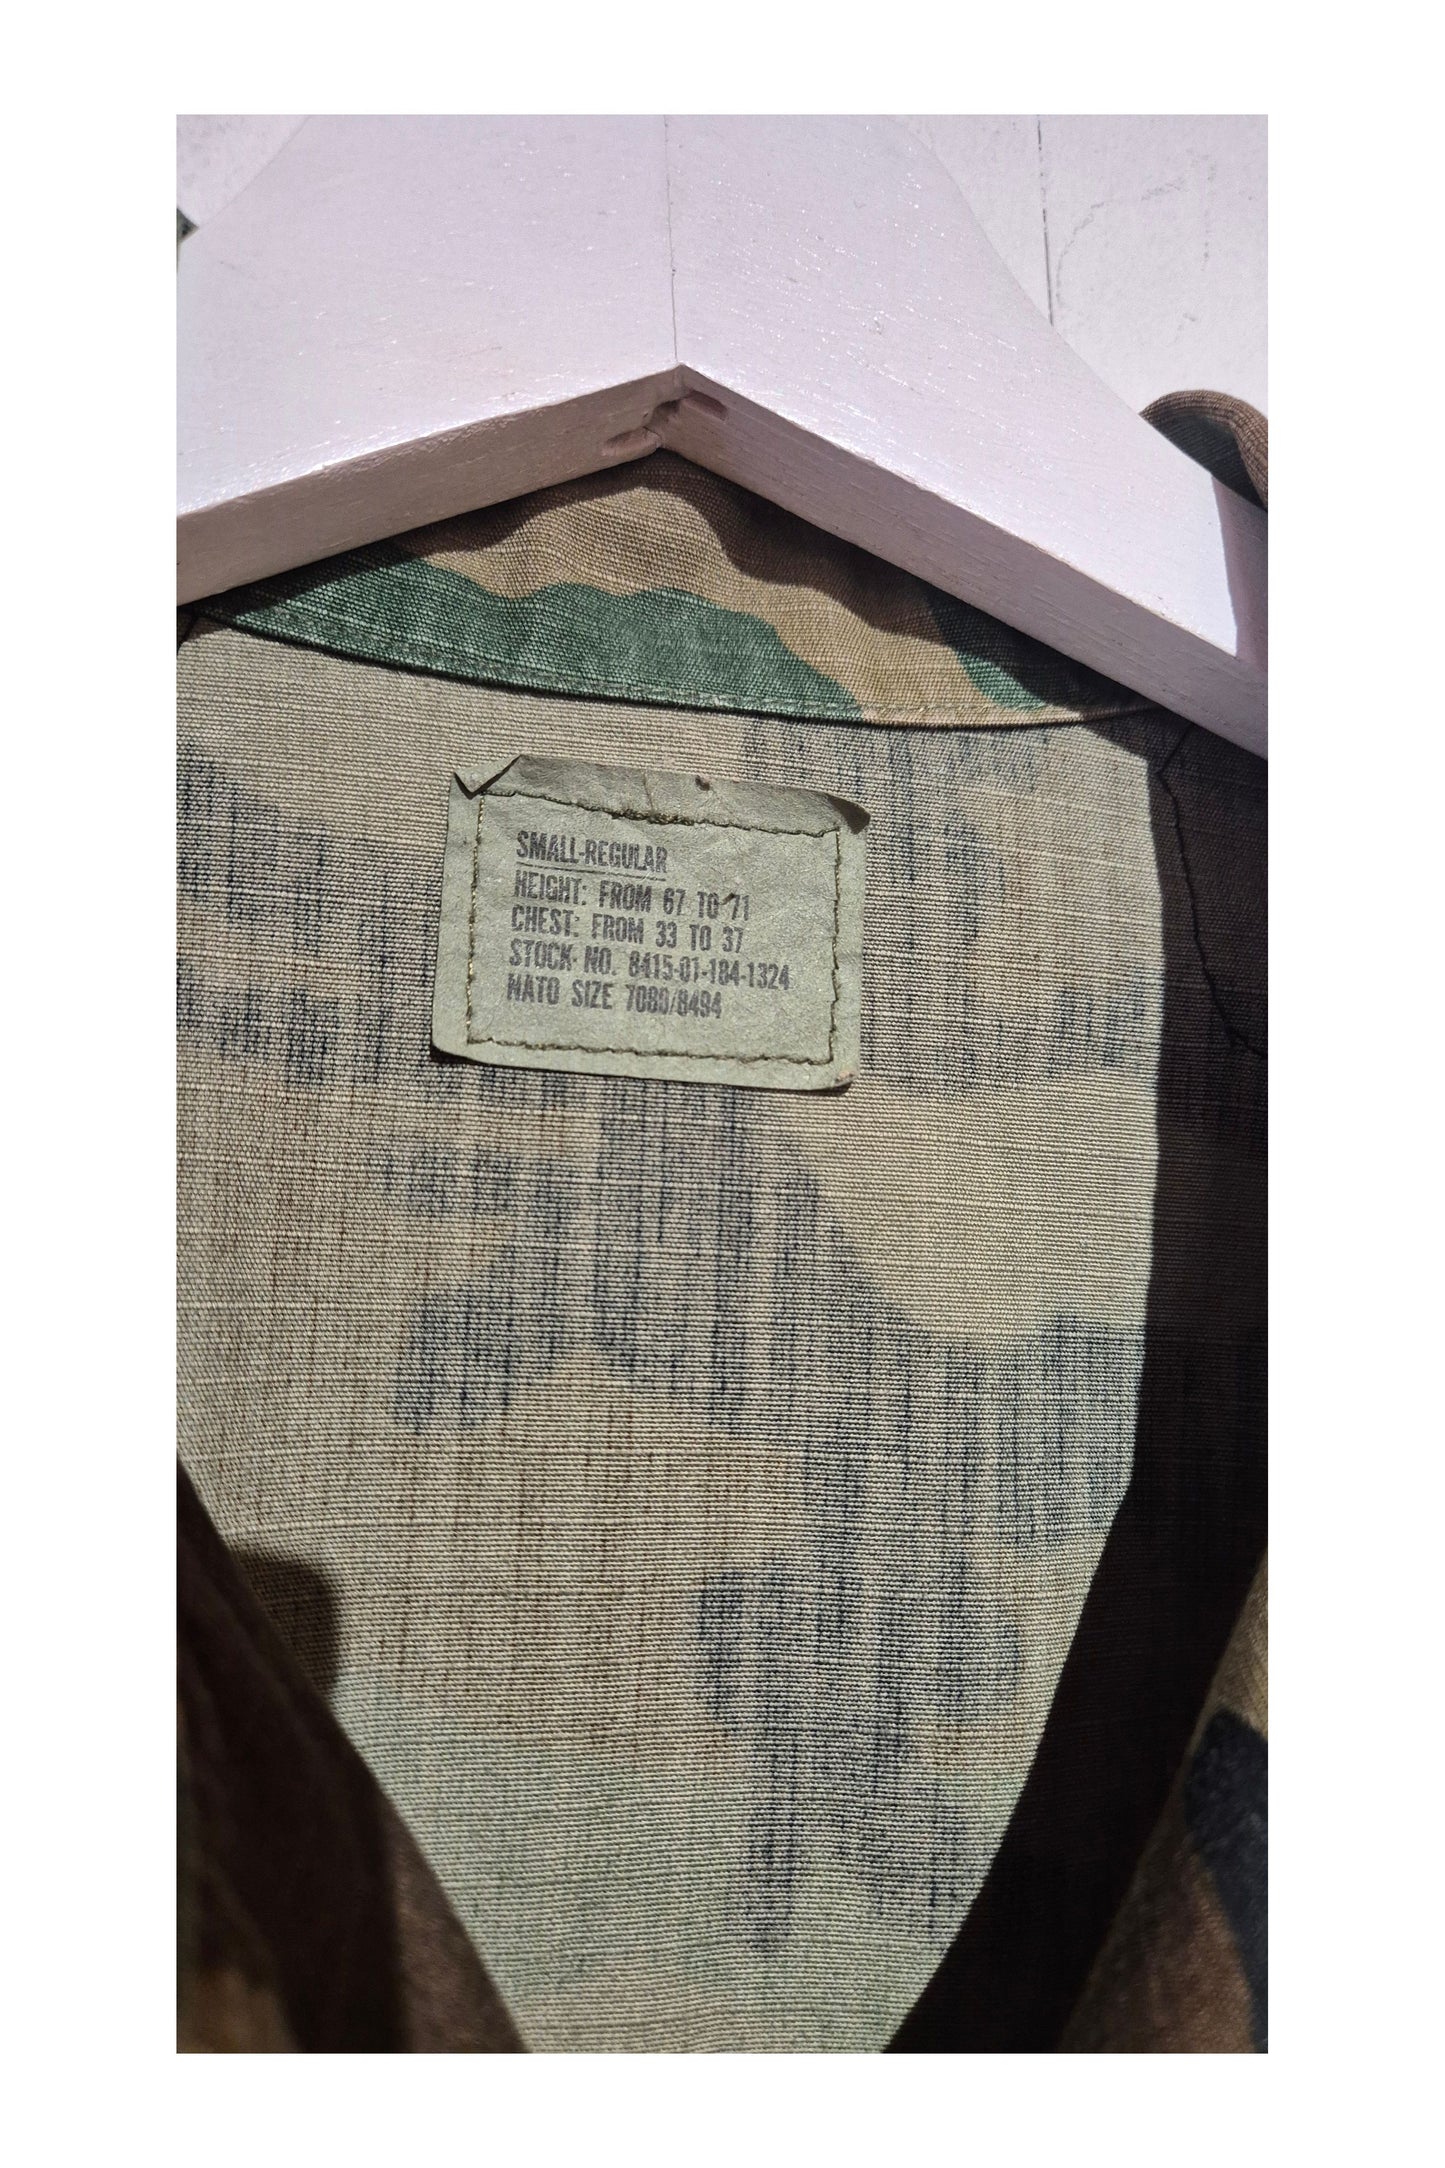 SMALL-REGULAR
HEIGHT: FROM 67 TO 71
CHEST: FROM 33 TO 37
STOCK NO. 8415-01-184-1324
NATO SIZE 7080/8494